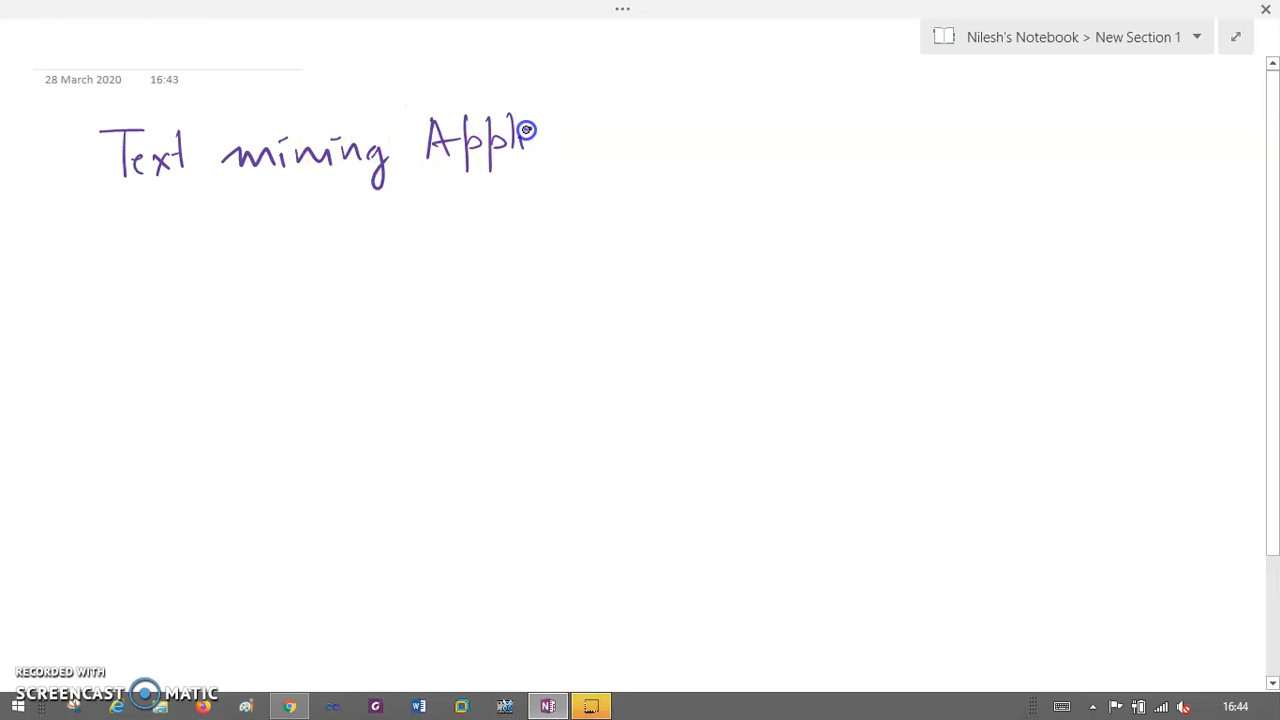 Nilesh's Notebook > New Section 1
28 March 2020 16:43
Text mining Appl
RECORDED WITH
SCREENCAST MATIC
16:44